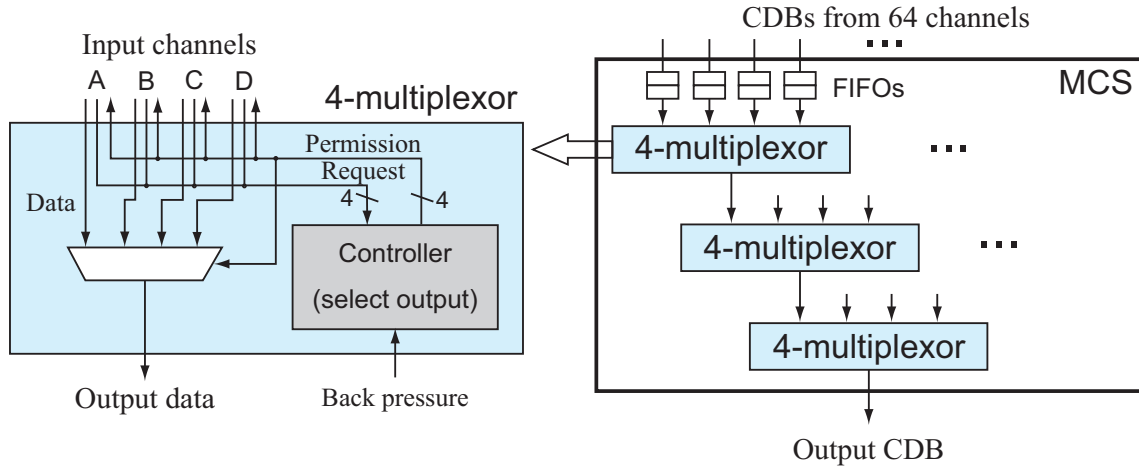 Input channels
A B C D
4-multiplexor
Permission
Request
4 4
Data
Controller
(select output)
Output data
Back pressure
CDBs from 64 channels
MCS
FIFOs
4-multiplexor
4-multiplexor
4-multiplexor
Output CDB